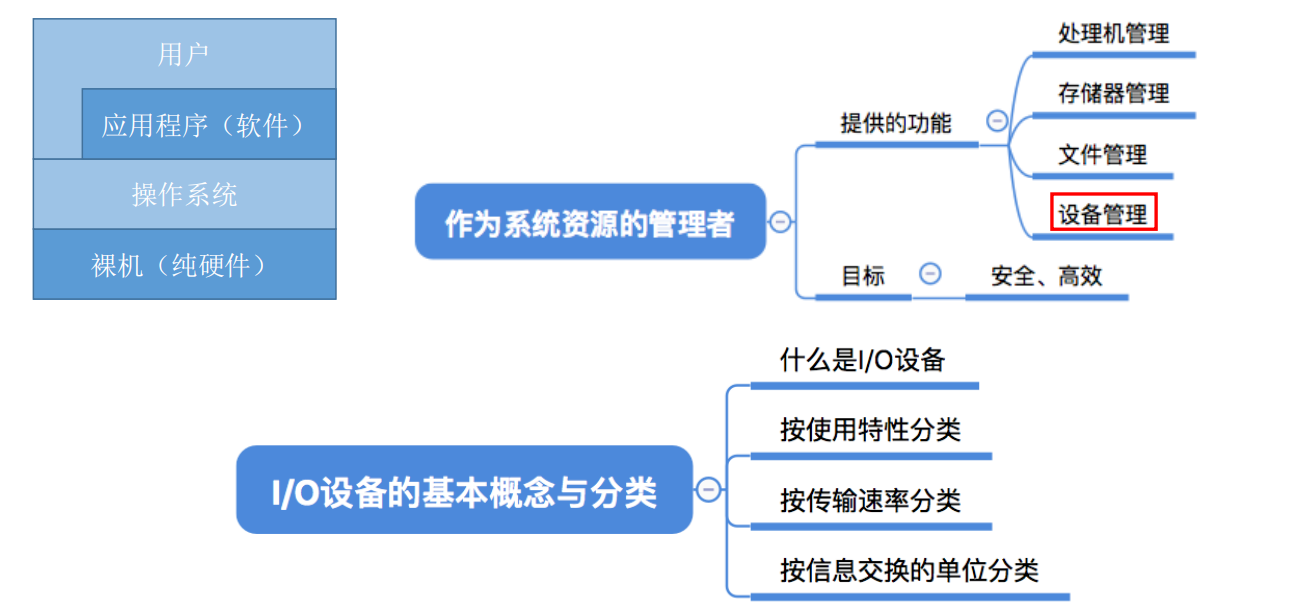 用户
应用程序（软件）
操作系统
裸机（纯硬件）
作为系统资源的管理者
提供的功能
处理机管理
存储器管理
文件管理
设备管理
目标
安全、高效
I/O设备的基本概念与分类
什么是I/O设备
按使用特性分类
按传输速率分类
按信息交换的单位分类